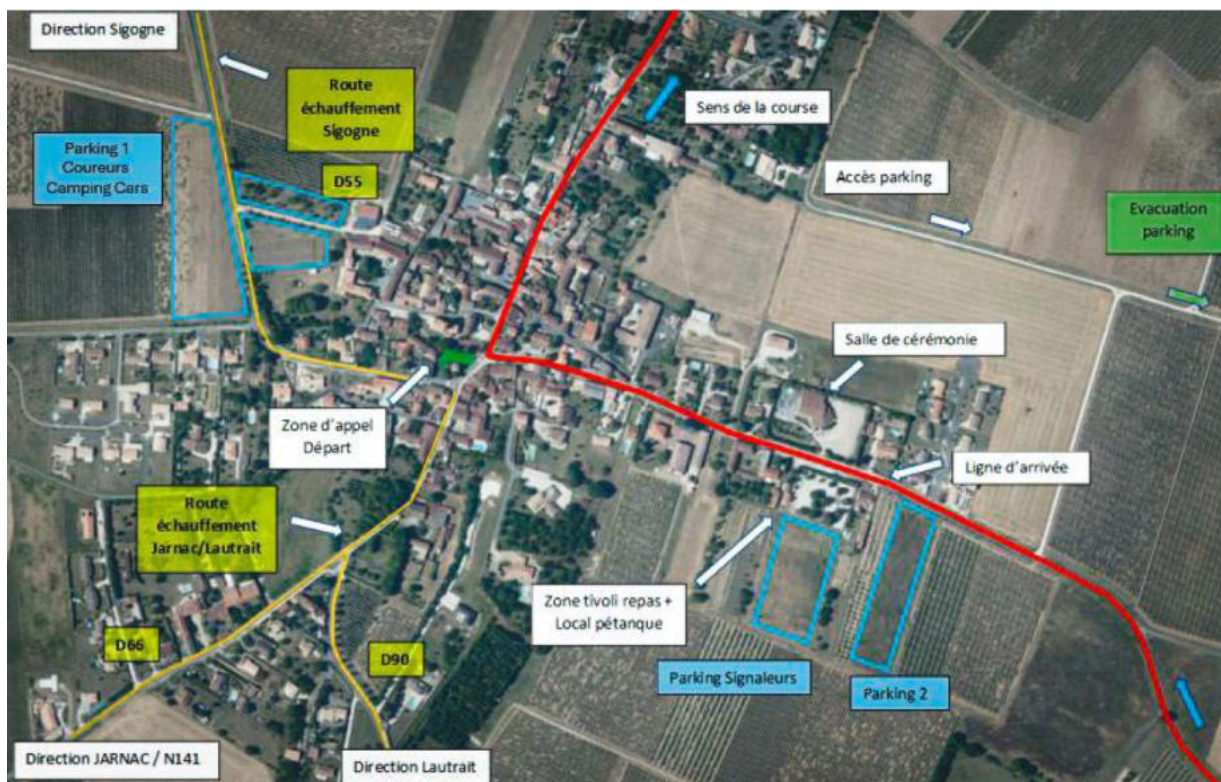 Direction Sigogne
Route
échauffement
Sigogne
Sens de la course
Parking 1
Coureurs
Camping Cars
D55
Accès parking
Evacuation
parking
Salle de cérémonie
Zone d'appel
Départ
Ligne d'arrivée
Route
échauffement
Jarnac/Lautrait
Zone tivoli repas +
Local pétanque
D66
D90
Parking Signaleurs
Parking 2
Direction JARNAC / N141
Direction Lautrait